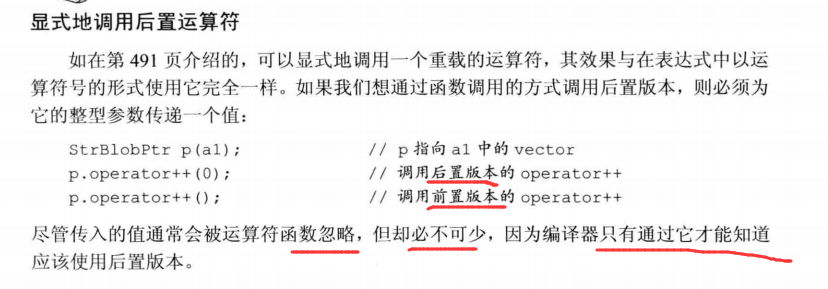 显式地调用后置运算符
如在第 491 页介绍的，可以显式地调用一个重载的运算符，其效果与在表达式中以运
算符号的形式使用它完全一样。如果我们想通过函数调用的方式调用后置版本，则必须为
它的整型参数传递一个值：
StrBlobPtr p(a1); // p 指向 a1 中的 vector
p.operator++(0); // 调用后置版本的 operator++
p.operator++(); // 调用前置版本的 operator++
尽管传入的值通常会被运算符函数忽略，但却必不可少，因为编译器只有通过它才能知道
应该使用后置版本。